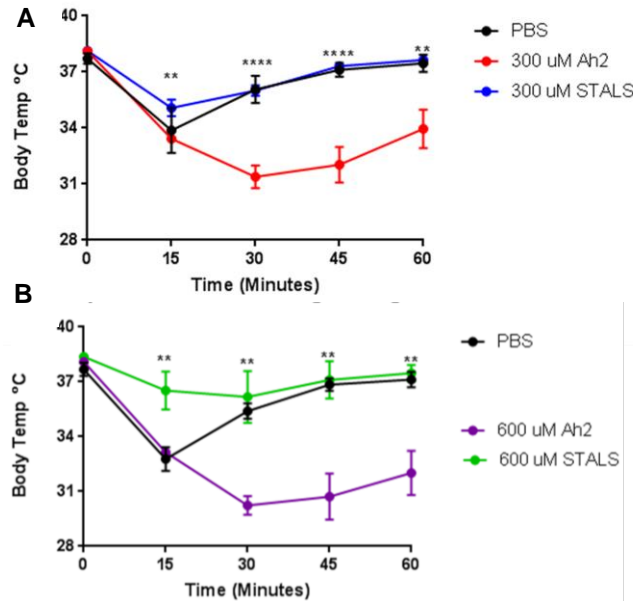 A
40
37
34
31
28
Body Temp °C
0 15 30 45 60
Time (Minutes)
** **** **** **
PBS
300 uM Ah2
300 uM STALS
B
40
37
34
31
28
Body Temp °C
0 15 30 45 60
Time (Minutes)
** ** ** **
PBS
600 uM Ah2
600 uM STALS